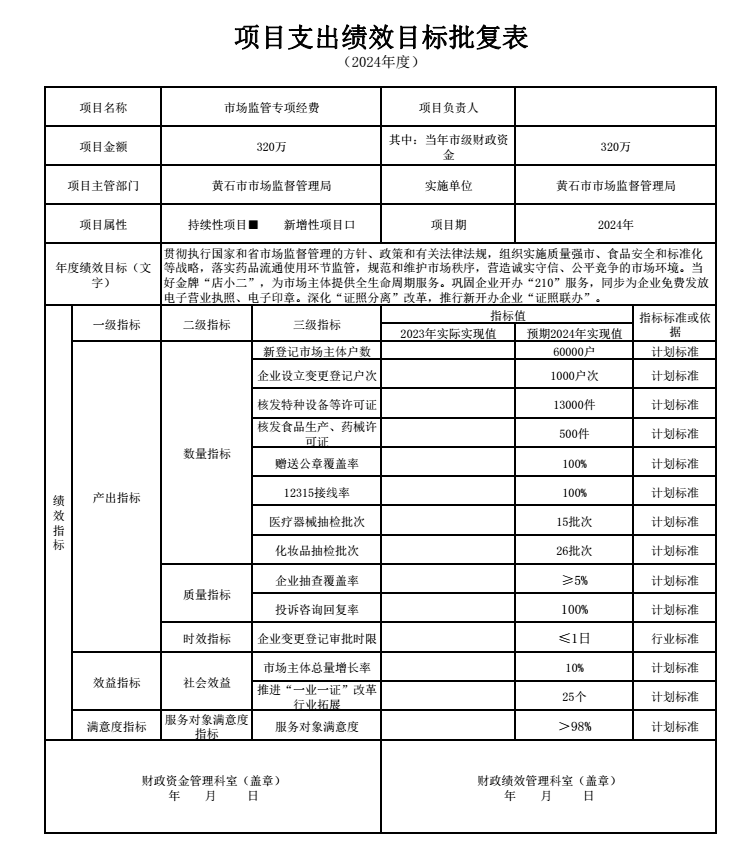 项目支出绩效目标批复表
（2024年度）
项目名称 市场监管专项经费 项目负责人
项目金额 320万 其中：当年市级财政资
金 320万
项目主管部门 黄石市市场监督管理局 实施单位 黄石市市场监督管理局
项目属性 持续性项目■ 新增性项目口 项目期 2024年
年度绩效目标（文
字）
贯彻执行国家和省市场监督管理的方针、政策和有关法律法规，组织实施质量强市、食品安全和标准化
等战略，落实药品流通使用环节监管，规范和维护市场秩序，营造诚实守信、公平竞争的市场环境。当
好金牌“店小二”，为市场主体提供全生命周期服务。巩固企业开办“210”服务，同步为企业免费发放
电子营业执照、电子印章。深化“证照分离”改革，推行新开办企业“证照联办”。
绩
效
指
标
一级指标 二级指标 三级指标 指标值 指标标准或依
据
2023年实际实现值 预期2024年实现值
产出指标 数量指标 新登记市场主体户数 60000户 计划标准
企业设立变更登记户次 1000户次 计划标准
核发特种设备等许可证 13000件 计划标准
核发食品生产、药械许
可证 500件 计划标准
赠送公章覆盖率 100% 计划标准
12315接线率 100% 计划标准
医疗器械抽检批次 15批次 计划标准
化妆品抽检批次 26批次 计划标准
质量指标 企业抽查覆盖率 ≥5% 计划标准
投诉咨询回复率 100% 计划标准
时效指标 企业变更登记审批时限 ≤1日 行业标准
效益指标 社会效益 市场主体总量增长率 10% 计划标准
推进“一业一证”改革
行业拓展 25个 计划标准
满意度指标 服务对象满意度
指标 服务对象满意度 ＞98% 计划标准
财政资金管理科室（盖章） 财政绩效管理科室（盖章）
年 月 日 年 月 日